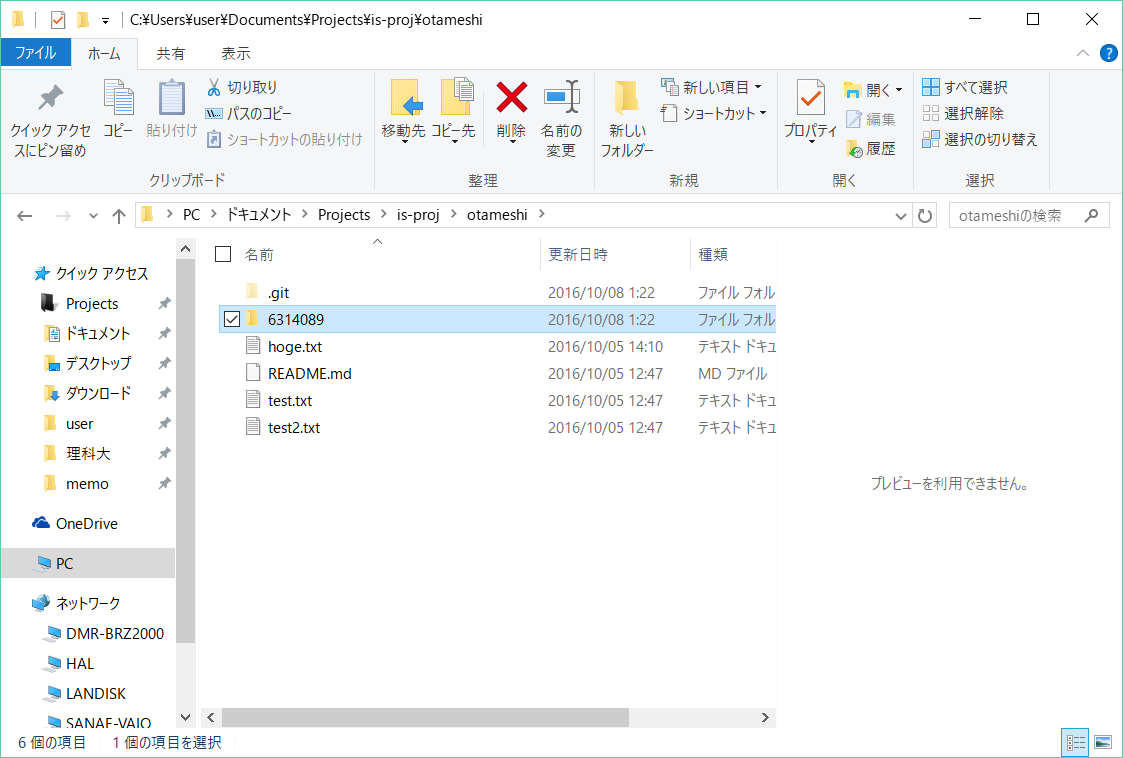 C:¥Users¥user¥Documents¥Projects¥is-proj¥otameshi
ファイル ホーム 共有 表示
クイック アクセスにピン留め
コピー
貼り付け
切り取り
パスのコピー
ショートカットの貼り付け
クリップボード
移動先
コピー先
削除
名前の変更
整理
新しいフォルダー
新しい項目
ショートカット
新規
プロパティ
開く
編集
履歴
開く
すべて選択
選択解除
選択の切り替え
選択
PC ドキュメント Projects is-proj otameshi
otameshiの検索
クイック アクセス
Projects
ドキュメント
デスクトップ
ダウンロード
user
理科大
memo
OneDrive
PC
ネットワーク
DMR-BRZ2000
HAL
LANDISK
SANAE-VAIO
名前 更新日時 種類
.git 2016/10/08 1:22 ファイル フォル
6314089 2016/10/08 1:22 ファイル フォル
hoge.txt 2016/10/05 14:10 テキスト ドキュ
README.md 2016/10/05 12:47 MD ファイル
test.txt 2016/10/05 12:47 テキスト ドキュ
test2.txt 2016/10/05 12:47 テキスト ドキュ
プレビューを利用できません。
6 個の項目 1 個の項目を選択